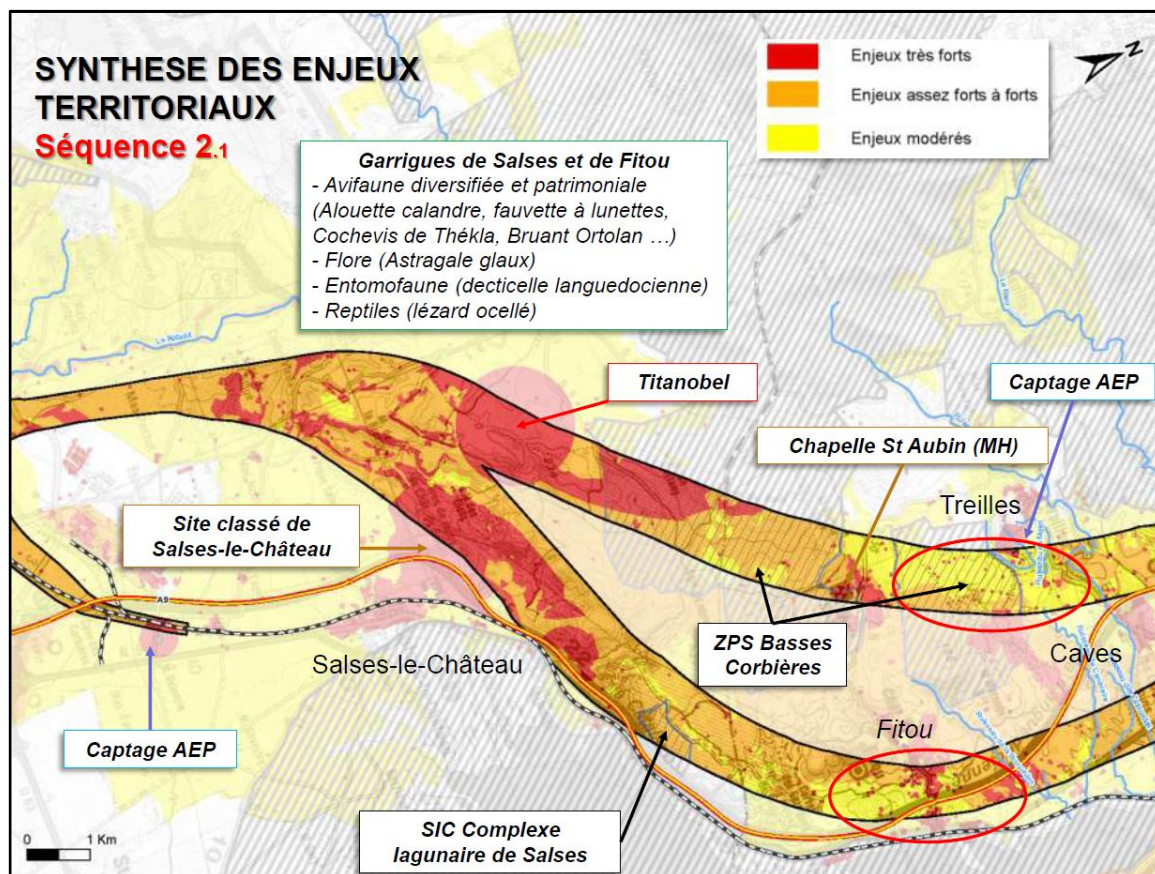 SYNTHESE DES ENJEUX
TERRITORIAUX
Séquence 2.1
Enjeux très forts
Enjeux assez forts à forts
Enjeux modérés
N
Garrigues de Salses et de Fitou
- Avifaune diversifiée et patrimoniale
(Alouette calandre, fauvette à lunettes,
Cochevis de Thékla, Bruant Ortolan ...)
- Flore (Astragale glaux)
- Entomofaune (decticelle languedocienne)
- Reptiles (lézard ocellé)
Titanobel
Captage AEP
Chapelle St Aubin (MH)
Treilles
Site classé de
Salses-le-Château
A9
ZPS Basses
Corbières
Caves
Salses-le-Château
Fitou
Captage AEP
SIC Complexe
lagunaire de Salses
0 1 Km